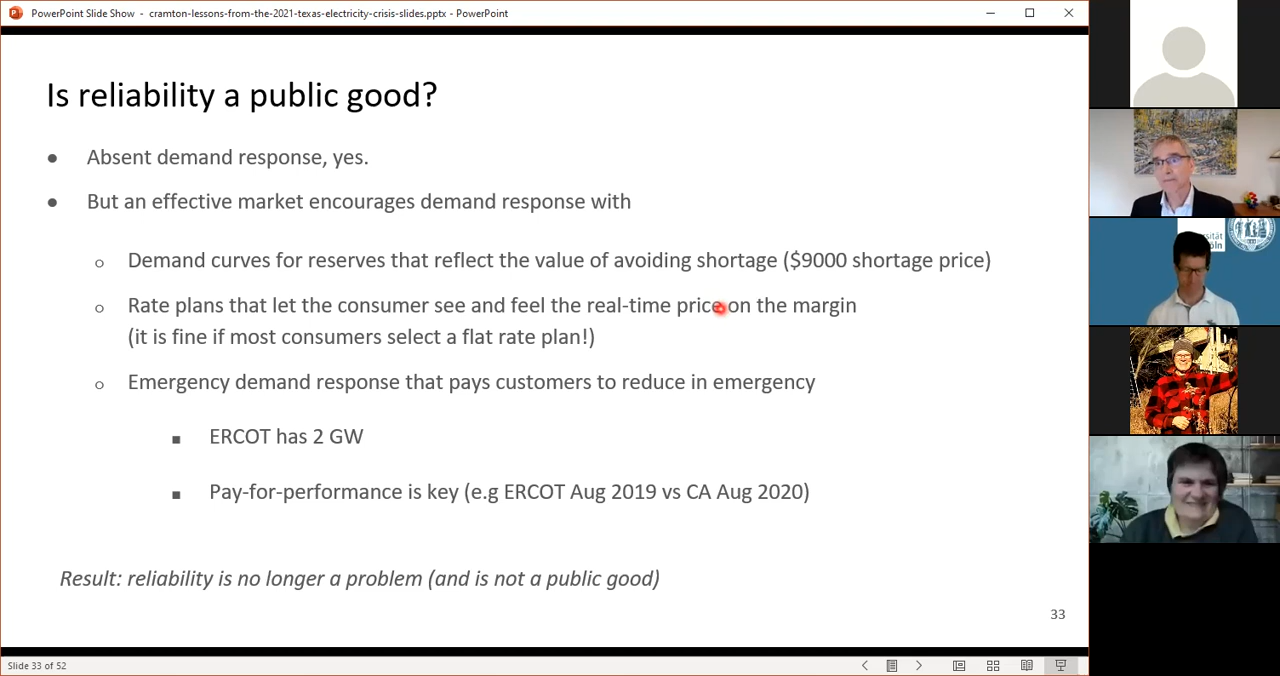 PowerPoint Slide Show - cramton-lessons-from-the-2021-texas-electricity-crisis-slides.pptx - PowerPoint
Is reliability a public good?
● Absent demand response, yes.
● But an effective market encourages demand response with
○ Demand curves for reserves that reflect the value of avoiding shortage ($9000 shortage price)
○ Rate plans that let the consumer see and feel the real-time price on the margin
(it is fine if most consumers select a flat rate plan!)
○ Emergency demand response that pays customers to reduce in emergency
■ ERCOT has 2 GW
■ Pay-for-performance is key (e.g ERCOT Aug 2019 vs CA Aug 2020)
Result: reliability is no longer a problem (and is not a public good)
33
Slide 33 of 52